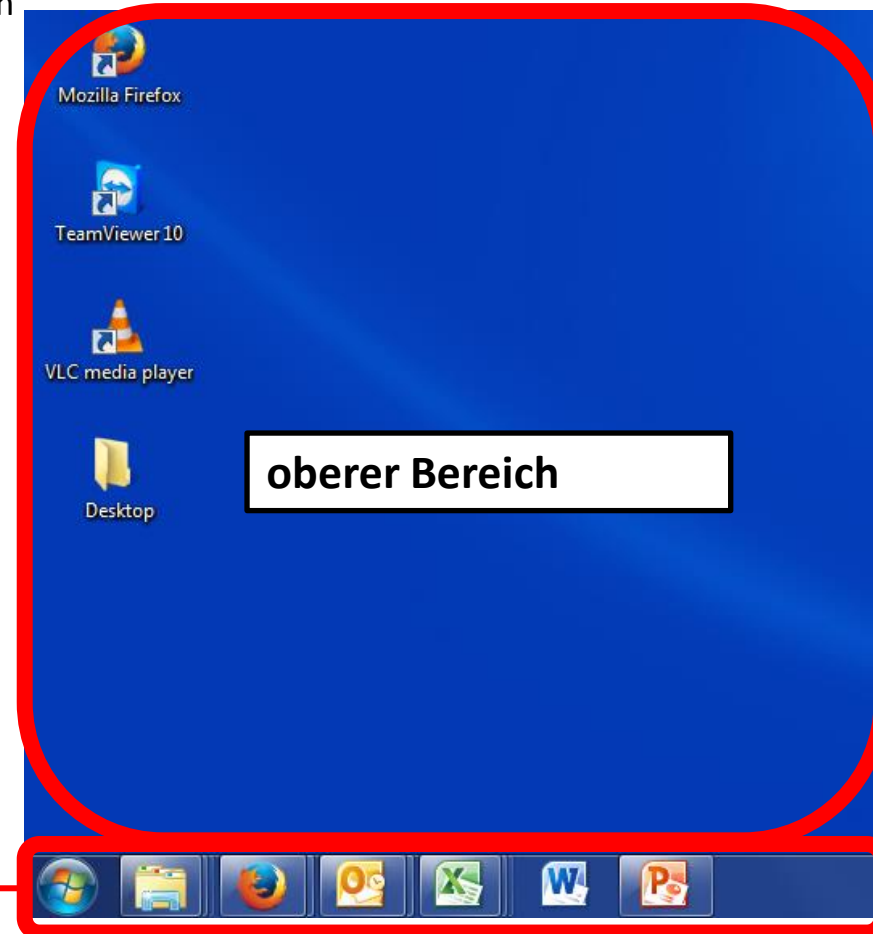 n
Mozilla Firefox
TeamViewer 10
VLC media player
oberer Bereich
Desktop